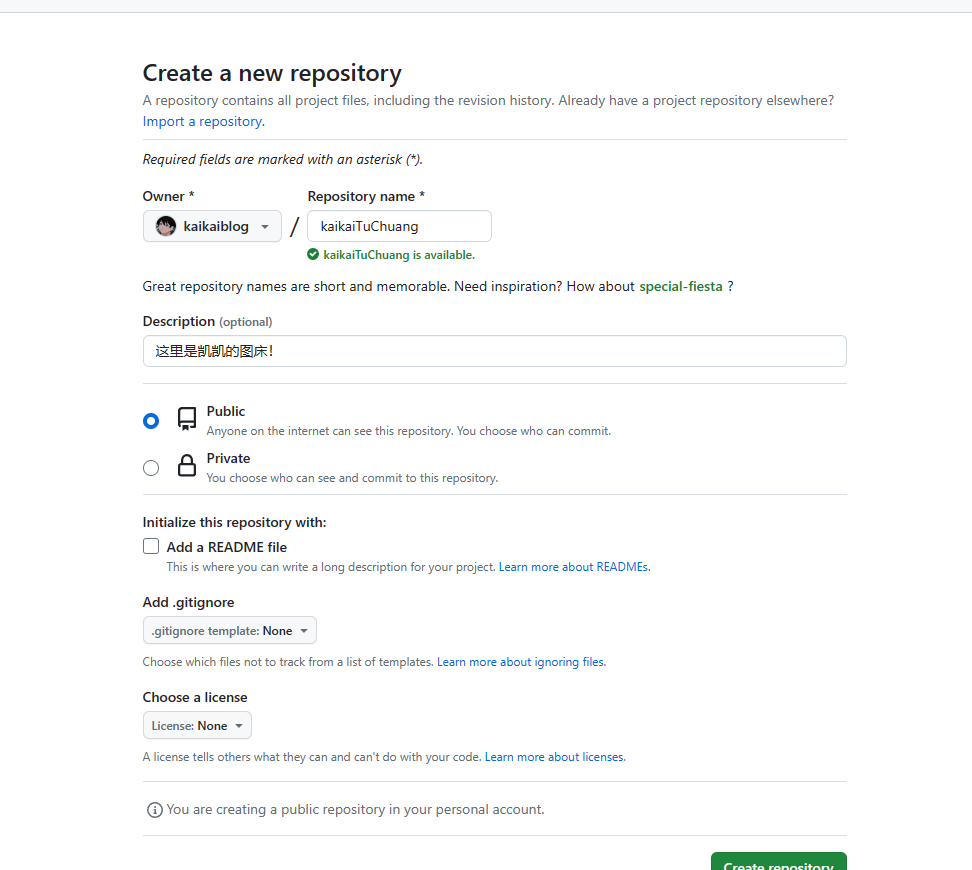 Create a new repository
A repository contains all project files, including the revision history. Already have a project repository elsewhere?
Import a repository.
Required fields are marked with an asterisk (*).
Owner * Repository name *
kaikaiblog / kaikaiTuChuang
kaikaiTuChuang is available.
Great repository names are short and memorable. Need inspiration? How about special-fiesta ?
Description (optional)
这里是凯凯的图床！
Public
Anyone on the internet can see this repository. You choose who can commit.
Private
You choose who can see and commit to this repository.
Initialize this repository with:
Add a README file
This is where you can write a long description for your project. Learn more about READMEs.
Add .gitignore
.gitignore template: None
Choose which files not to track from a list of templates. Learn more about ignoring files.
Choose a license
License: None
A license tells others what they can and can't do with your code. Learn more about licenses.
You are creating a public repository in your personal account.
Create repository